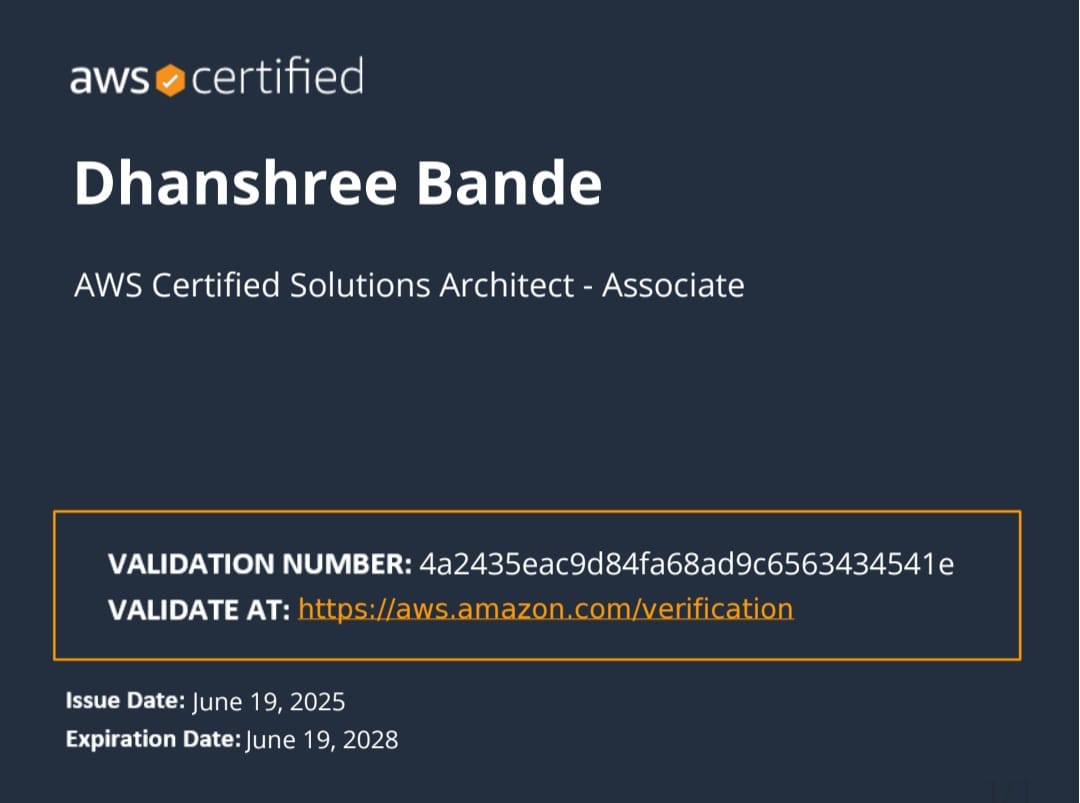 aws certified
Dhanshree Bande
AWS Certified Solutions Architect - Associate
VALIDATION NUMBER: 4a2435eac9d84fa68ad9c6563434541e
VALIDATE AT: https://aws.amazon.com/verification
Issue Date: June 19, 2025
Expiration Date: June 19, 2028